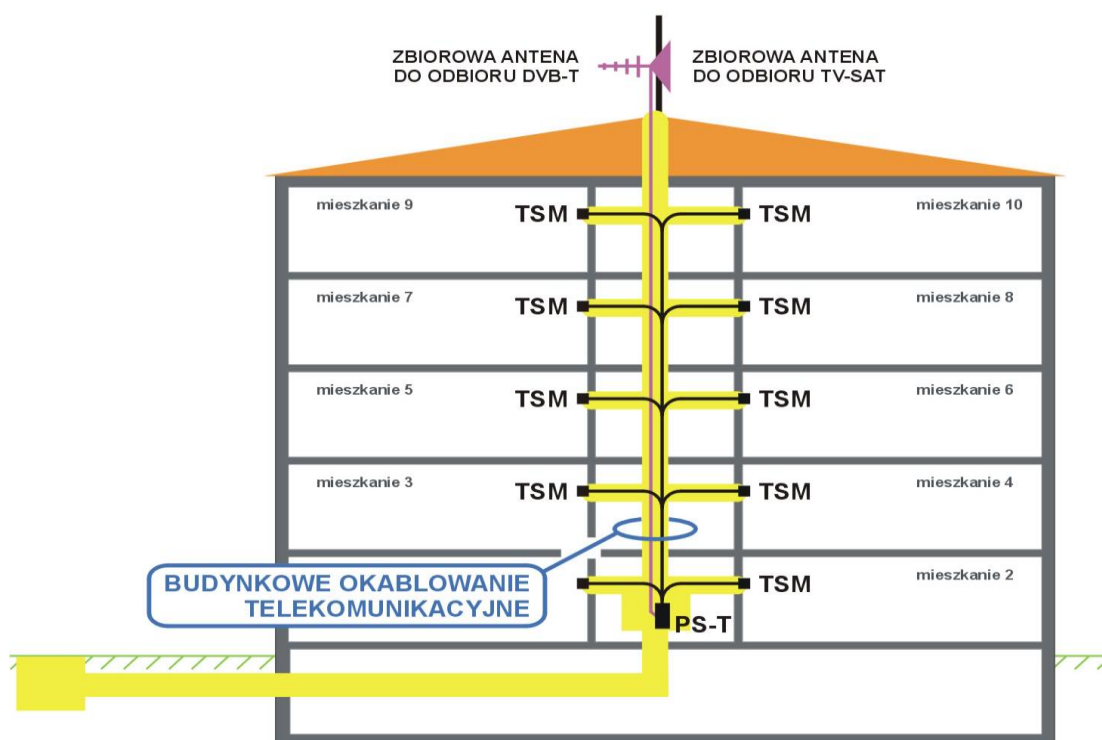 ZBIOROWA ANTENA
DO ODBIORU DVB-T
ZBIOROWA ANTENA
DO ODBIORU TV-SAT
mieszkanie 9
TSM
TSM
mieszkanie 10
mieszkanie 7
TSM
TSM
mieszkanie 8
mieszkanie 5
TSM
TSM
mieszkanie 6
mieszkanie 3
TSM
TSM
mieszkanie 4
BUDYNKOWE OKABLOWANIE
TELEKOMUNIKACYJNE
TSM
mieszkanie 2
PS-T